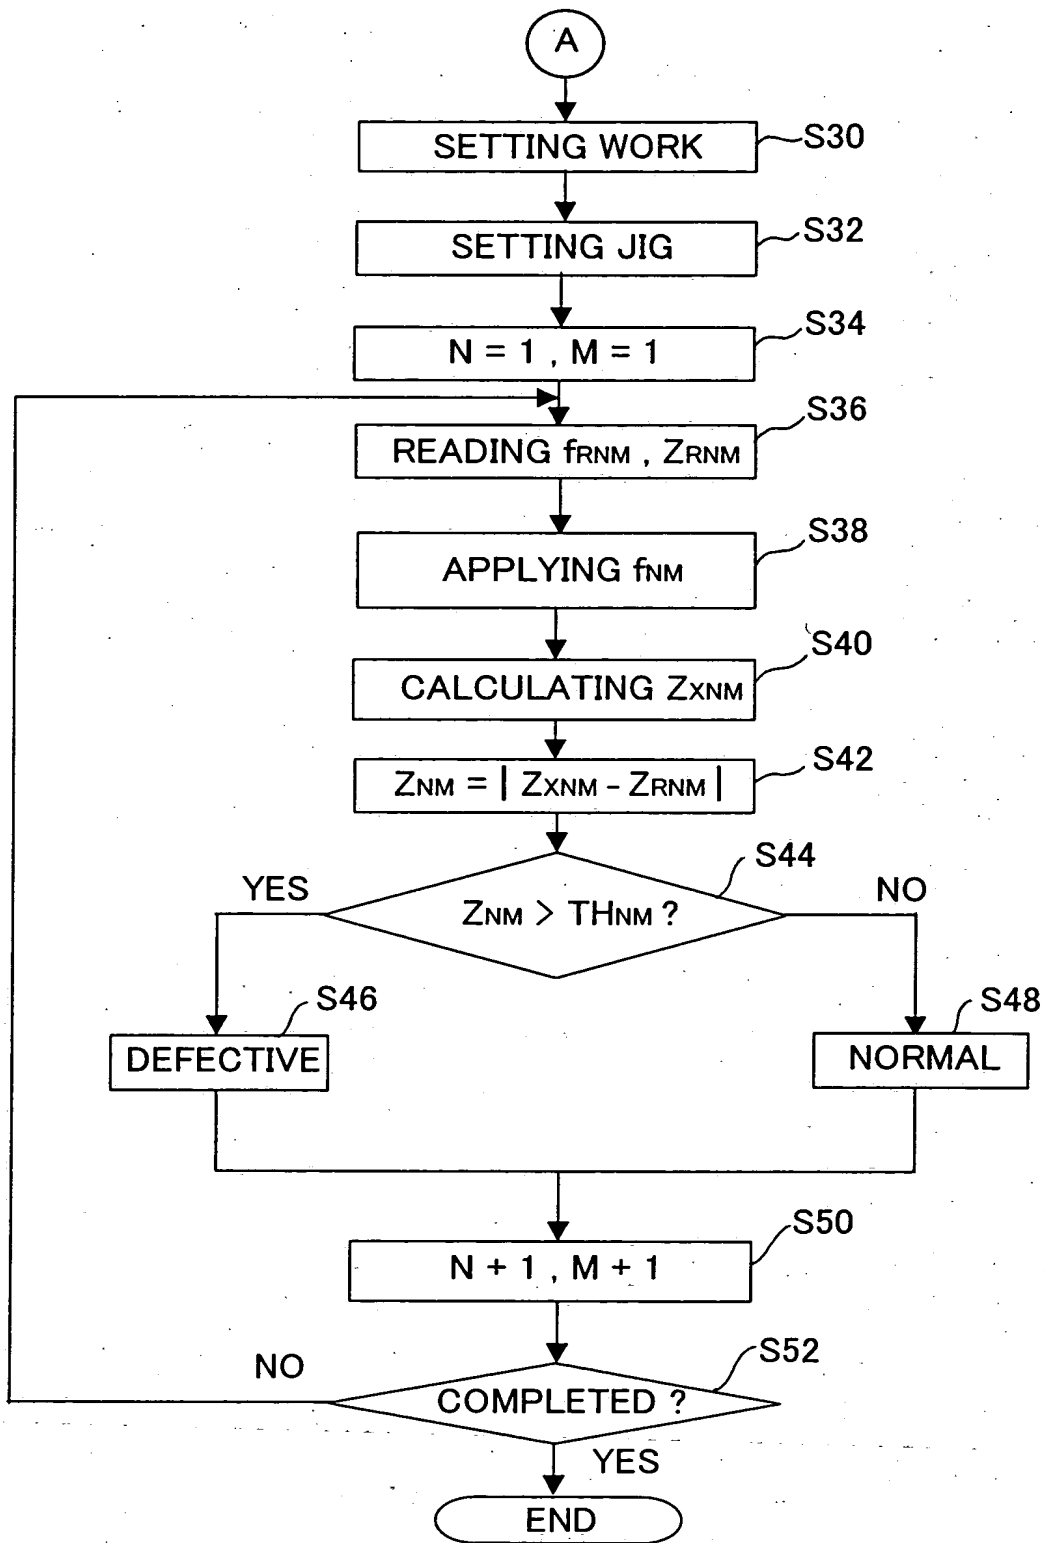 A
SETTING WORK
S30
SETTING JIG
S32
N = 1 , M = 1
S34
READING fRNM , ZRNM
S36
APPLYING fNM
S38
CALCULATING ZXNM
S40
ZNM = | ZXNM - ZRNM |
S42
ZNM > THNM ?
S44
YES
NO
DEFECTIVE
S46
NORMAL
S48
N + 1 , M + 1
S50
COMPLETED ?
S52
NO
YES
END